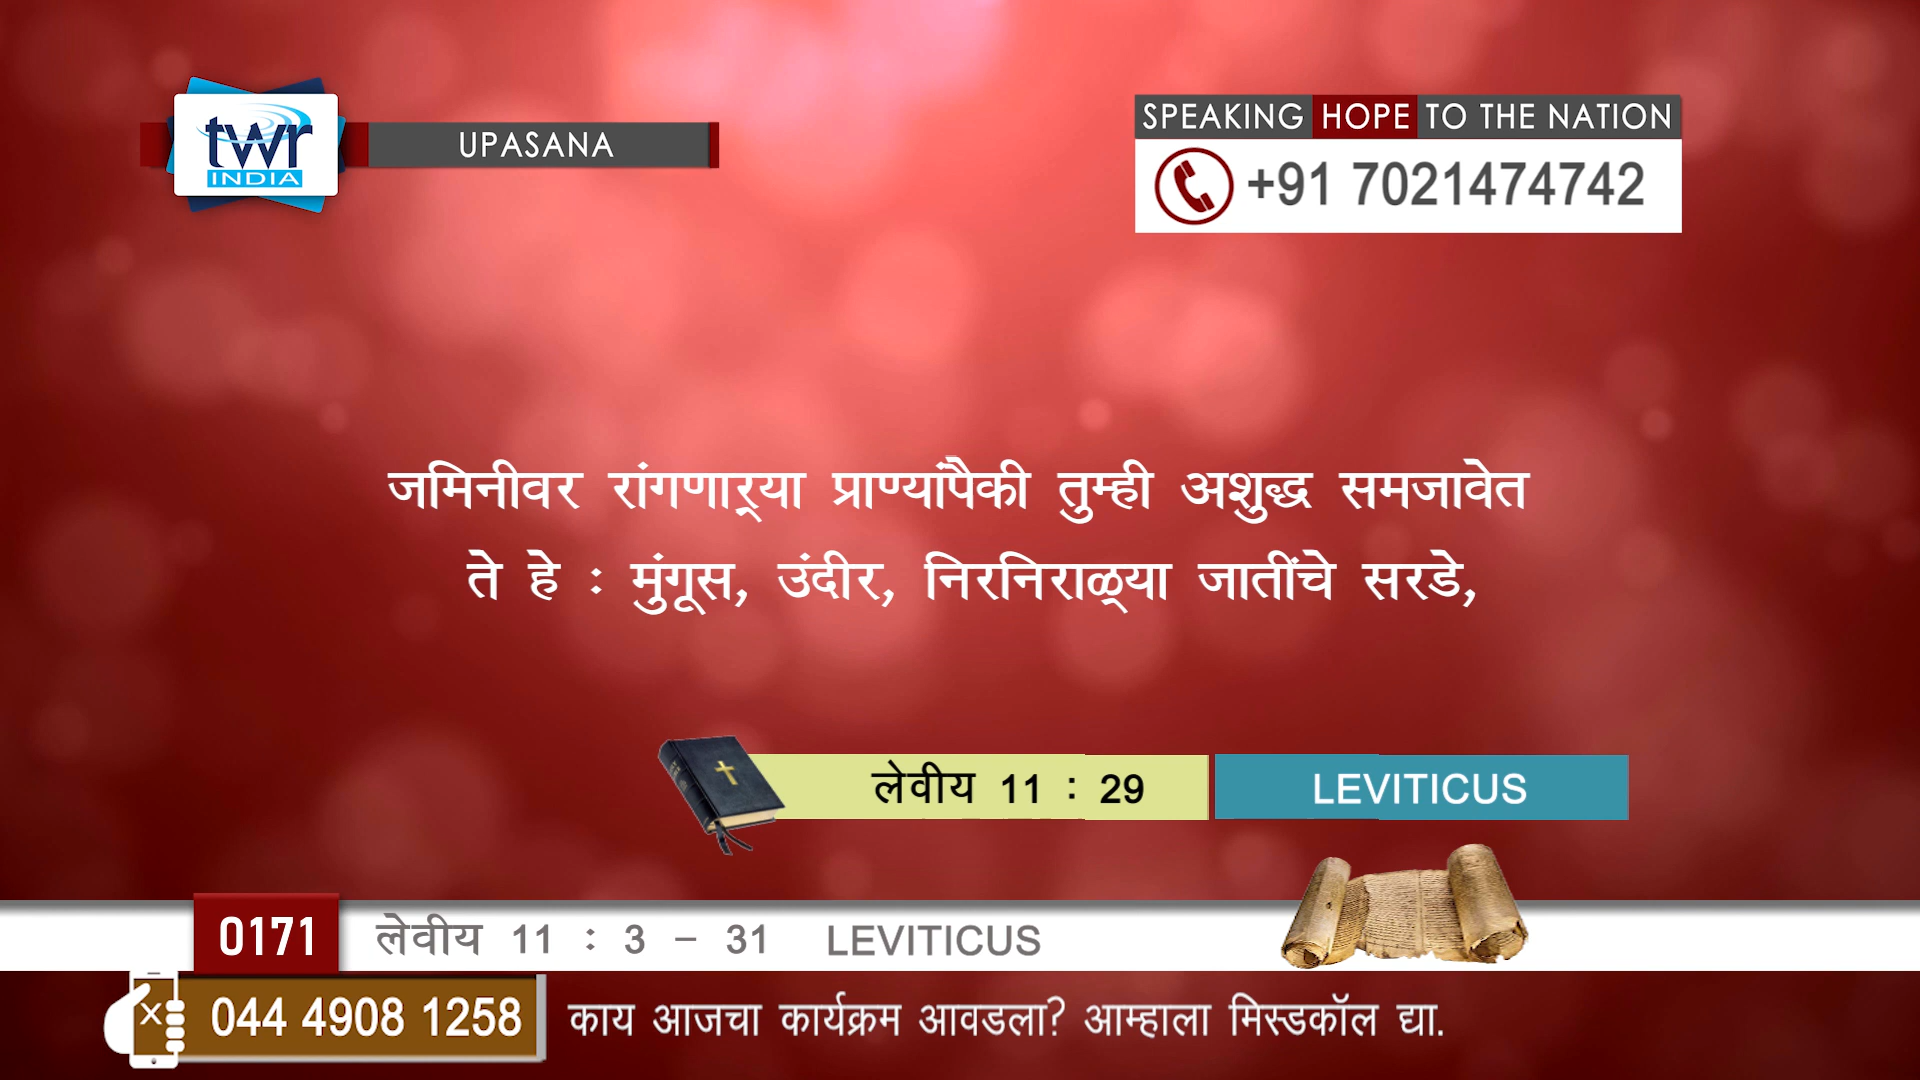 twr
INDIA
UPASANA
SPEAKING HOPE TO THE NATION
+91 7021474742
जमिनीवर रांगणाऱ्या प्राण्यांपैकी तुम्ही अशुद्ध समजावेत
ते हे : मुंगूस, उंदीर, निरनिराळ्या जातींचे सरडे,
लेवीय 11 : 29 LEVITICUS
0171 लेवीय 11 : 3 - 31 LEVITICUS
044 4908 1258 काय आजचा कार्यक्रम आवडला? आम्हाला मिस्डकॉल द्या.